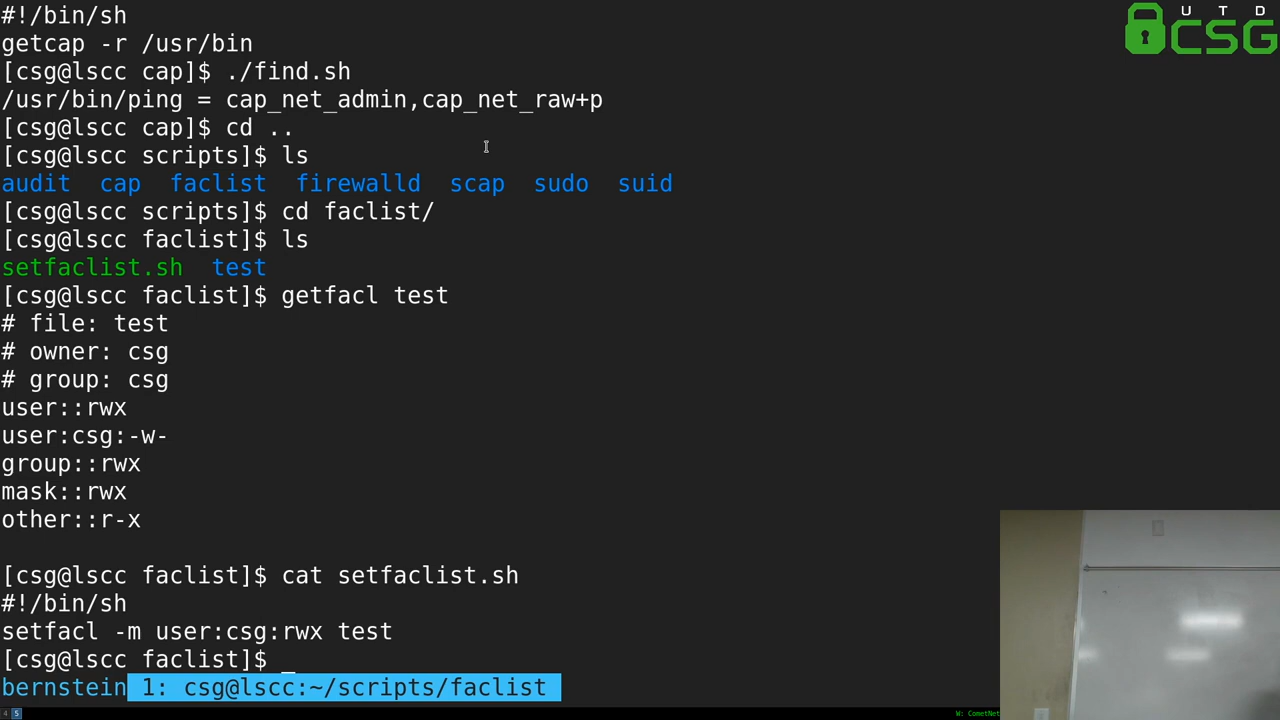 #!/bin/sh
getcap -r /usr/bin
[csg@lscc cap]$ ./find.sh
/usr/bin/ping = cap_net_admin,cap_net_raw+p
[csg@lscc cap]$ cd ..
[csg@lscc scripts]$ ls
audit cap faclist firewalld scap sudo suid
[csg@lscc scripts]$ cd faclist/
[csg@lscc faclist]$ ls
setfaclist.sh test
[csg@lscc faclist]$ getfacl test
# file: test
# owner: csg
# group: csg
user::rwx
user:csg:-w-
group::rwx
mask::rwx
other::r-x
[csg@lscc faclist]$ cat setfaclist.sh
#!/bin/sh
setfacl -m user:csg:rwx test
[csg@lscc faclist]$ _
bernstein 1: csg@lscc:~/scripts/faclist
4 5
W: CometNet
UTD
CSG